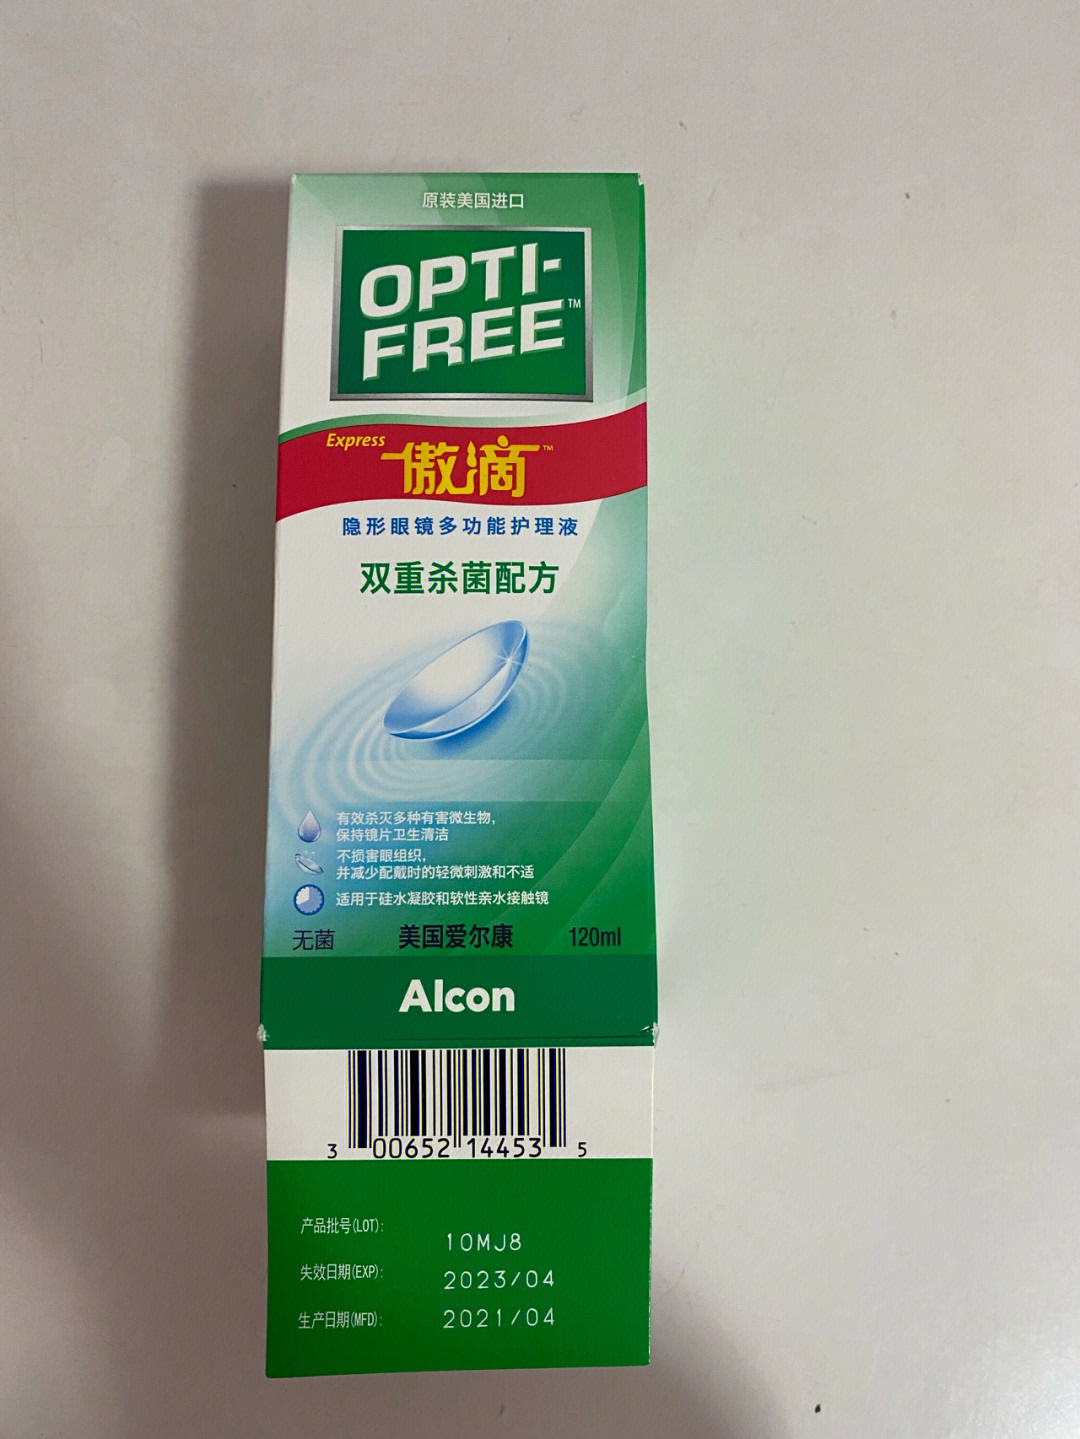 原装美国进口
OPTI-
FREE™
Express 傲滴™
隐形眼镜多功能护理液
双重杀菌配方
有效杀灭多种有害微生物，
保持镜片卫生清洁
不损害眼组织，
并减少配戴时的轻微刺激和不适
适用于硅水凝胶和软性亲水接触镜
无菌 美国爱尔康 120ml
Alcon
3 00652 14453 5
产品批号(LOT): 10MJ8
失效日期(EXP): 2023/04
生产日期(MFD): 2021/04